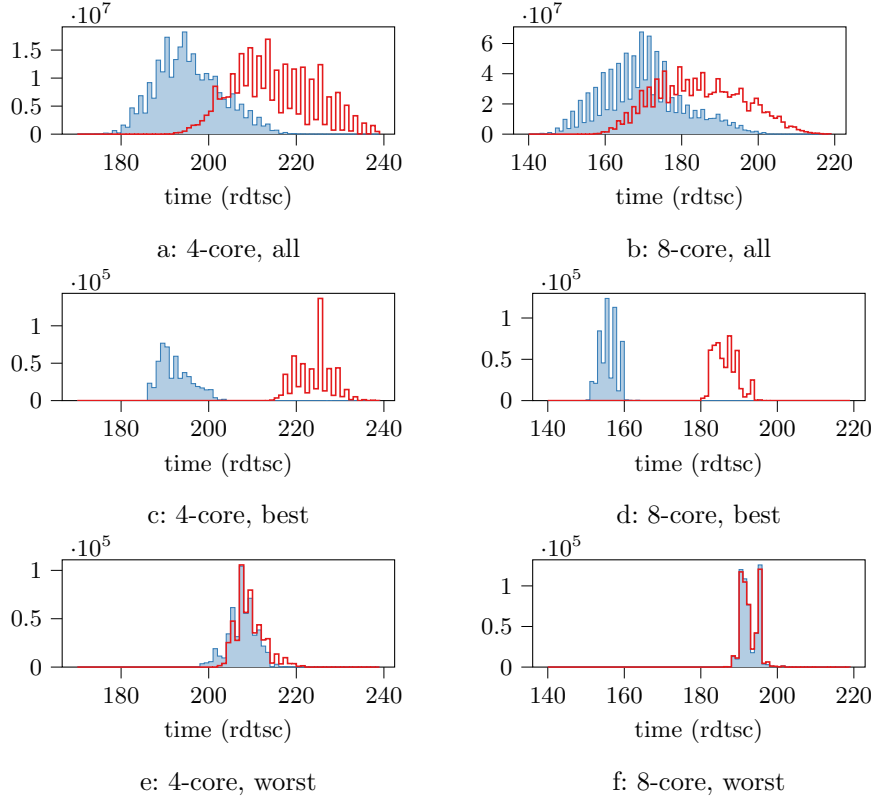 ·10^7
1.5
1
0.5
0
180 200 220 240
time (rdtsc)
a: 4-core, all
·10^7
6
4
2
0
140 160 180 200 220
time (rdtsc)
b: 8-core, all
·10^5
1
0.5
0
180 200 220 240
time (rdtsc)
c: 4-core, best
·10^5
1
0.5
0
140 160 180 200 220
time (rdtsc)
d: 8-core, best
·10^5
1
0.5
0
180 200 220 240
time (rdtsc)
e: 4-core, worst
·10^5
1
0.5
0
140 160 180 200 220
time (rdtsc)
f: 8-core, worst